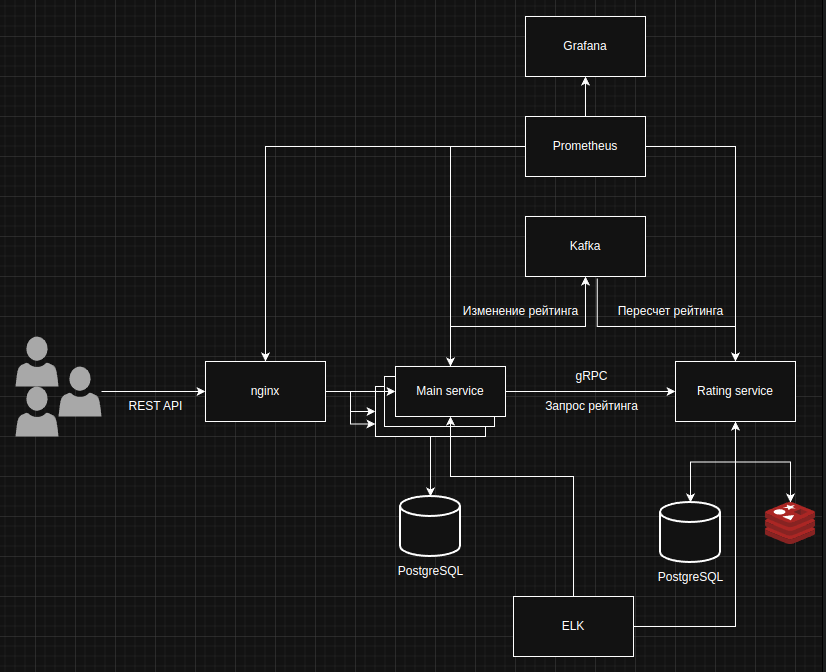 Grafana
Prometheus
Kafka
Изменение рейтинга
Пересчет рейтинга
REST API
nginx
Main service
gRPC
Запрос рейтинга
Rating service
PostgreSQL
PostgreSQL
ELK